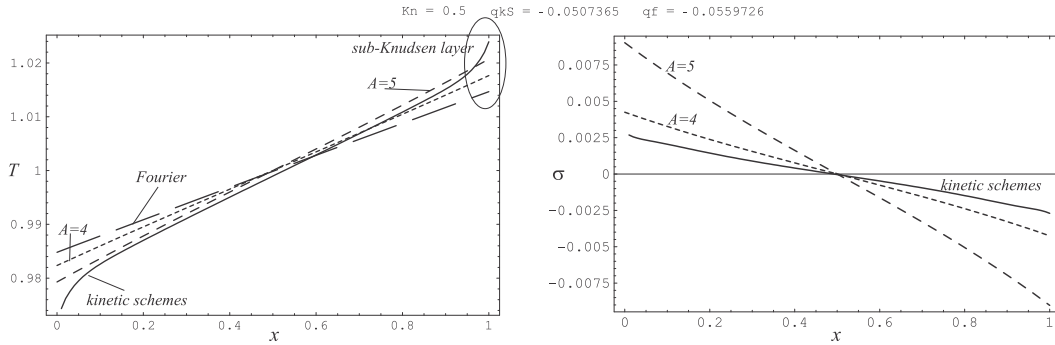 Kn = 0.5 qkS = -0.0507365 qf = -0.0559726
sub-Knudsen layer
1.02
A=5
1.01
T
1
Fourier
0.99
A=4
0.98
kinetic schemes
0 0.2 0.4 0.6 0.8 1
x
0.0075
A=5
0.005
A=4
0.0025
σ
0
kinetic schemes
-0.0025
-0.005
-0.0075
0 0.2 0.4 0.6 0.8 1
x